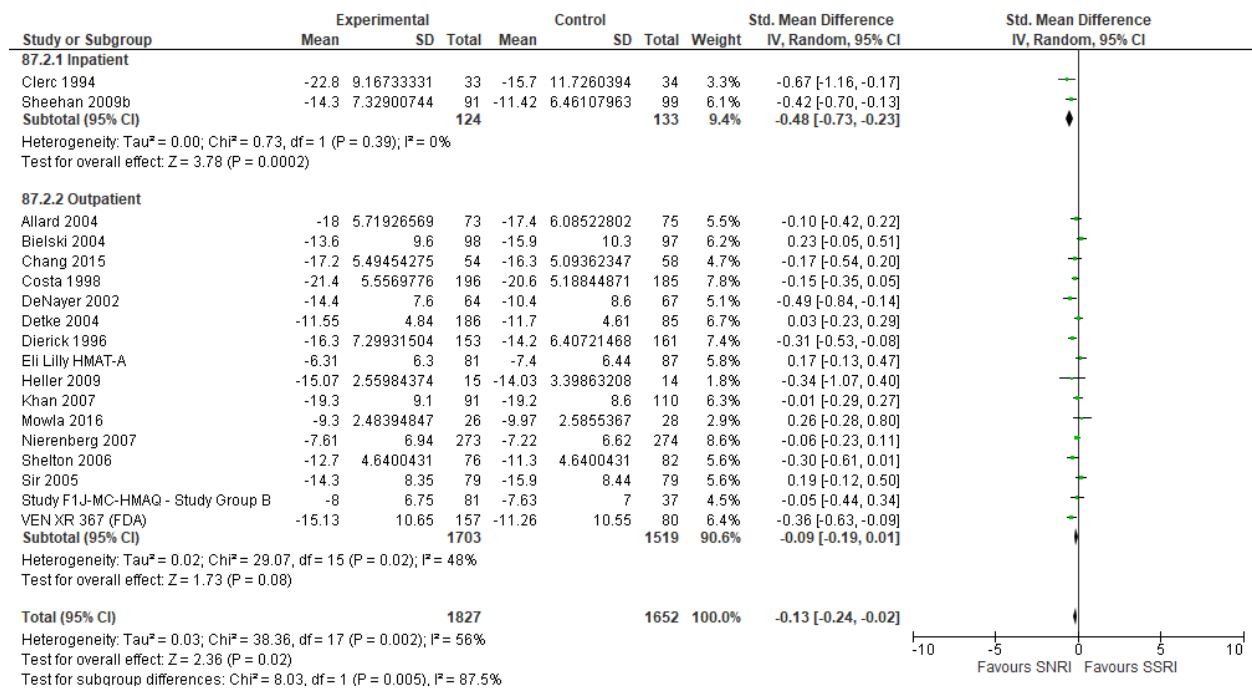 Experimental Control Std. Mean Difference Std. Mean Difference
Study or Subgroup Mean SD Total Mean SD Total Weight IV, Random, 95% CI IV, Random, 95% CI
87.2.1 Inpatient
Clerc 1994 -22.8 9.16733331 33 -15.7 11.7260394 34 3.3% -0.67 [-1.16, -0.17]
Sheehan 2009b -14.3 7.32900744 91 -11.42 6.46107963 99 6.1% -0.42 [-0.70, -0.13]
Subtotal (95% CI) 124 133 9.4% -0.48 [-0.73, -0.23]
Heterogeneity: Tau² = 0.00; Chi² = 0.73, df = 1 (P = 0.39); I² = 0%
Test for overall effect: Z = 3.78 (P = 0.0002)
87.2.2 Outpatient
Allard 2004 -18 5.71926569 73 -17.4 6.08522802 75 5.5% -0.10 [-0.42, 0.22]
Bielski 2004 -13.6 9.6 98 -15.9 10.3 97 6.2% 0.23 [-0.05, 0.51]
Chang 2015 -17.2 5.49454275 54 -16.3 5.09362347 58 4.7% -0.17 [-0.54, 0.20]
Costa 1998 -21.4 5.5569776 196 -20.6 5.18844871 185 7.8% -0.15 [-0.35, 0.05]
DeNayer 2002 -14.4 7.6 64 -10.4 8.6 67 5.1% -0.49 [-0.84, -0.14]
Detke 2004 -11.55 4.84 186 -11.7 4.61 85 6.7% 0.03 [-0.23, 0.29]
Dierick 1996 -16.3 7.29931504 153 -14.2 6.40721468 161 7.4% -0.31 [-0.53, -0.08]
Eli Lilly HMAT-A -6.31 6.3 81 -7.4 6.44 87 5.8% 0.17 [-0.13, 0.47]
Heller 2009 -15.07 2.55984374 15 -14.03 3.39863208 14 1.8% -0.34 [-1.07, 0.40]
Khan 2007 -19.3 9.1 91 -19.2 8.6 110 6.3% -0.01 [-0.29, 0.27]
Mowla 2016 -9.3 2.48394847 26 -9.97 2.5855367 28 2.9% 0.26 [-0.28, 0.80]
Nierenberg 2007 -7.61 6.94 273 -7.22 6.62 274 8.6% -0.06 [-0.23, 0.11]
Shelton 2006 -12.7 4.6400431 76 -11.3 4.6400431 82 5.6% -0.30 [-0.61, 0.01]
Sir 2005 -14.3 8.35 79 -15.9 8.44 79 5.7% 0.19 [-0.12, 0.50]
Study F1J-MC-HMAQ - Study Group B -8 6.75 81 -7.63 7 37 4.5% -0.05 [-0.44, 0.34]
VEN XR 367 (FDA) -15.13 10.65 157 -11.26 10.55 80 6.4% -0.36 [-0.63, -0.09]
Subtotal (95% CI) 1703 1519 90.6% -0.09 [-0.19, 0.01]
Heterogeneity: Tau² = 0.02; Chi² = 29.07, df = 15 (P = 0.02); I² = 48%
Test for overall effect: Z = 1.73 (P = 0.08)
Total (95% CI) 1827 1652 100.0% -0.13 [-0.24, -0.02]
Heterogeneity: Tau² = 0.03; Chi² = 38.36, df = 17 (P = 0.002); I² = 56%
Test for overall effect: Z = 2.36 (P = 0.02)
Test for subgroup differences: Chi² = 8.03, df = 1 (P = 0.005), I² = 87.5%
-10 -5 0 5 10
Favours SNRI Favours SSRI